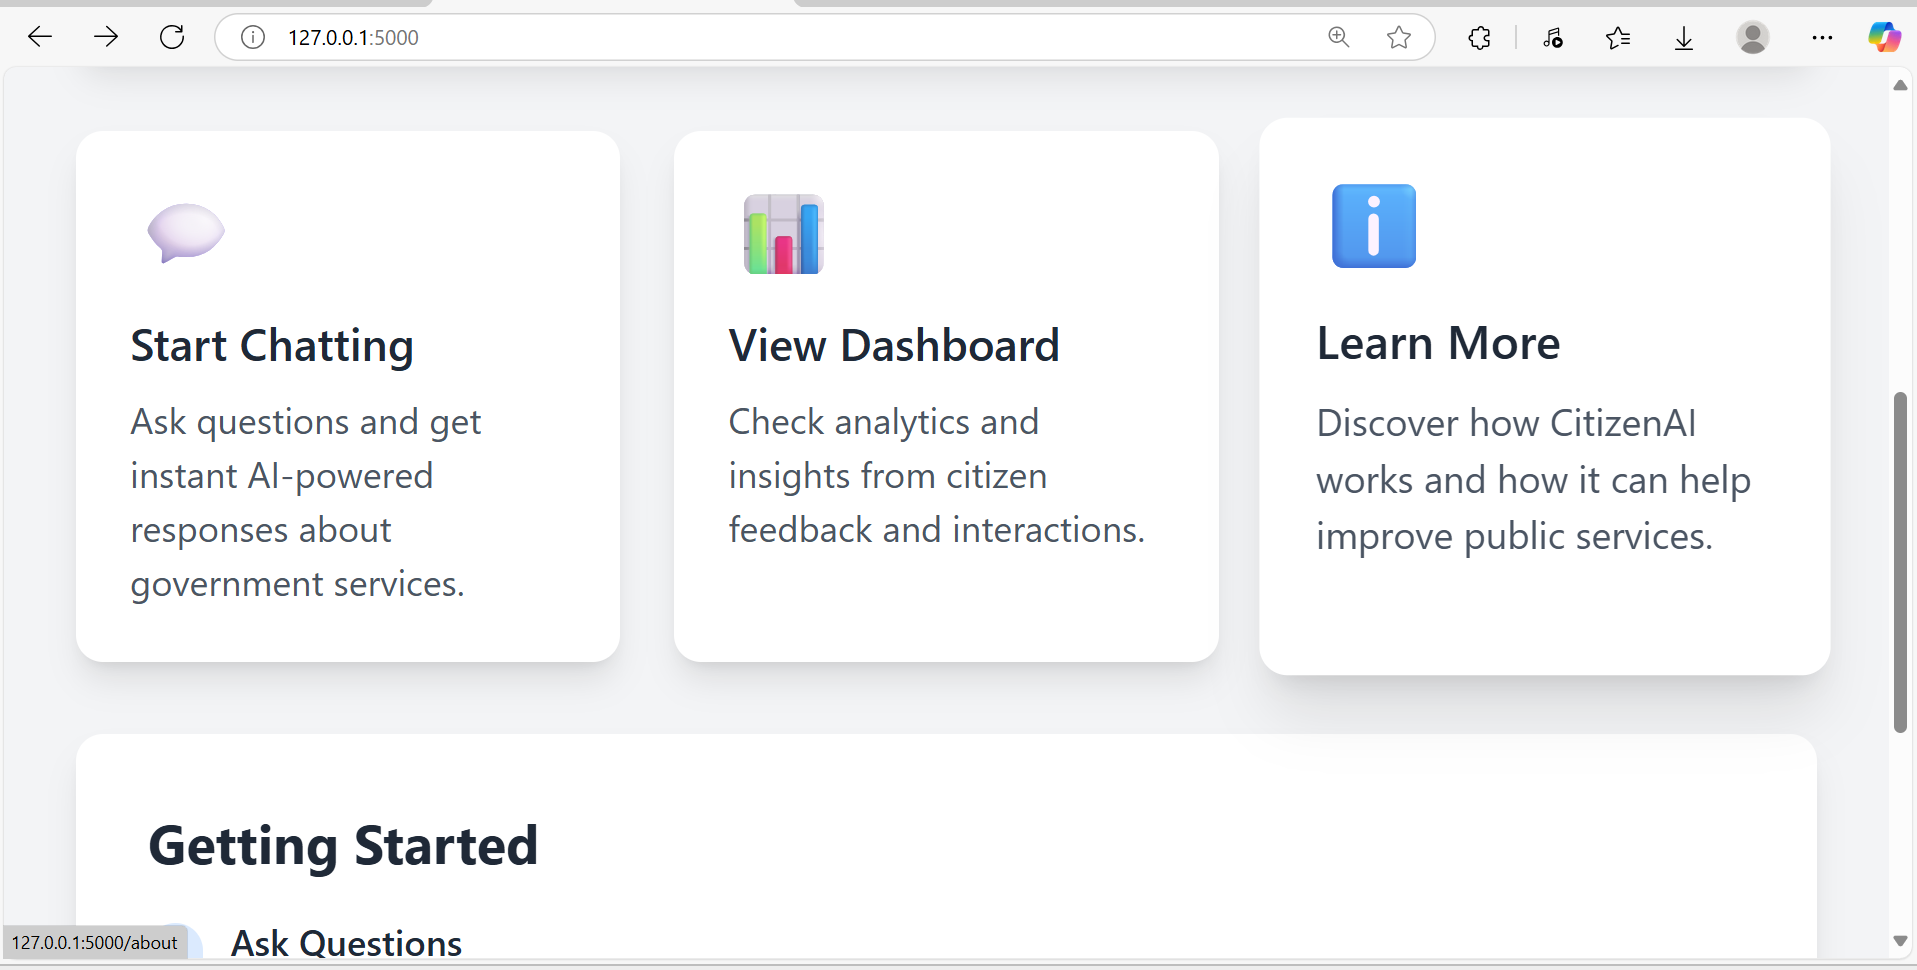 127.0.0.1:5000
Start Chatting
Ask questions and get
instant AI-powered
responses about
government services.
View Dashboard
Check analytics and
insights from citizen
feedback and interactions.
Learn More
Discover how CitizenAI
works and how it can help
improve public services.
Getting Started
Ask Questions
127.0.0.1:5000/about